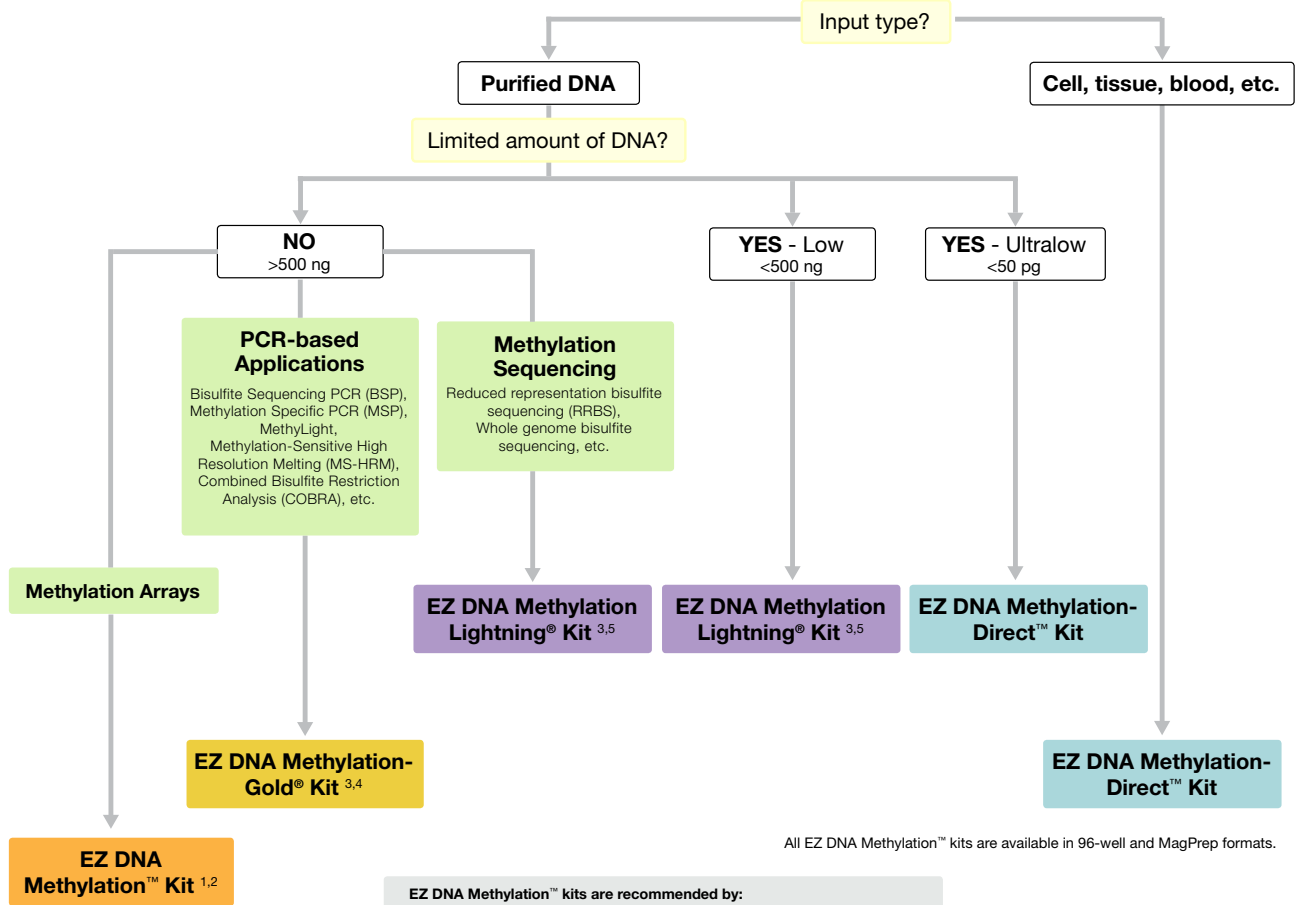 Input type?
Purified DNA
Cell, tissue, blood, etc.
Limited amount of DNA?
NO
>500 ng
YES - Low
<500 ng
YES - Ultralow
<50 pg
PCR-based
Applications
Bisulfite Sequencing PCR (BSP),
Methylation Specific PCR (MSP),
MethyLight,
Methylation-Sensitive High
Resolution Melting (MS-HRM),
Combined Bisulfite Restriction
Analysis (COBRA), etc.
Methylation
Sequencing
Reduced representation bisulfite
sequencing (RRBS),
Whole genome bisulfite
sequencing, etc.
Methylation Arrays
EZ DNA Methylation
Lightning® Kit 3,5
EZ DNA Methylation
Lightning® Kit 3,5
EZ DNA Methylation-
Direct™ Kit
EZ DNA Methylation-
Gold® Kit 3,4
EZ DNA Methylation-
Direct™ Kit
All EZ DNA Methylation™ kits are available in 96-well and MagPrep formats.
EZ DNA
Methylation™ Kit 1,2
EZ DNA Methylation™ kits are recommended by: